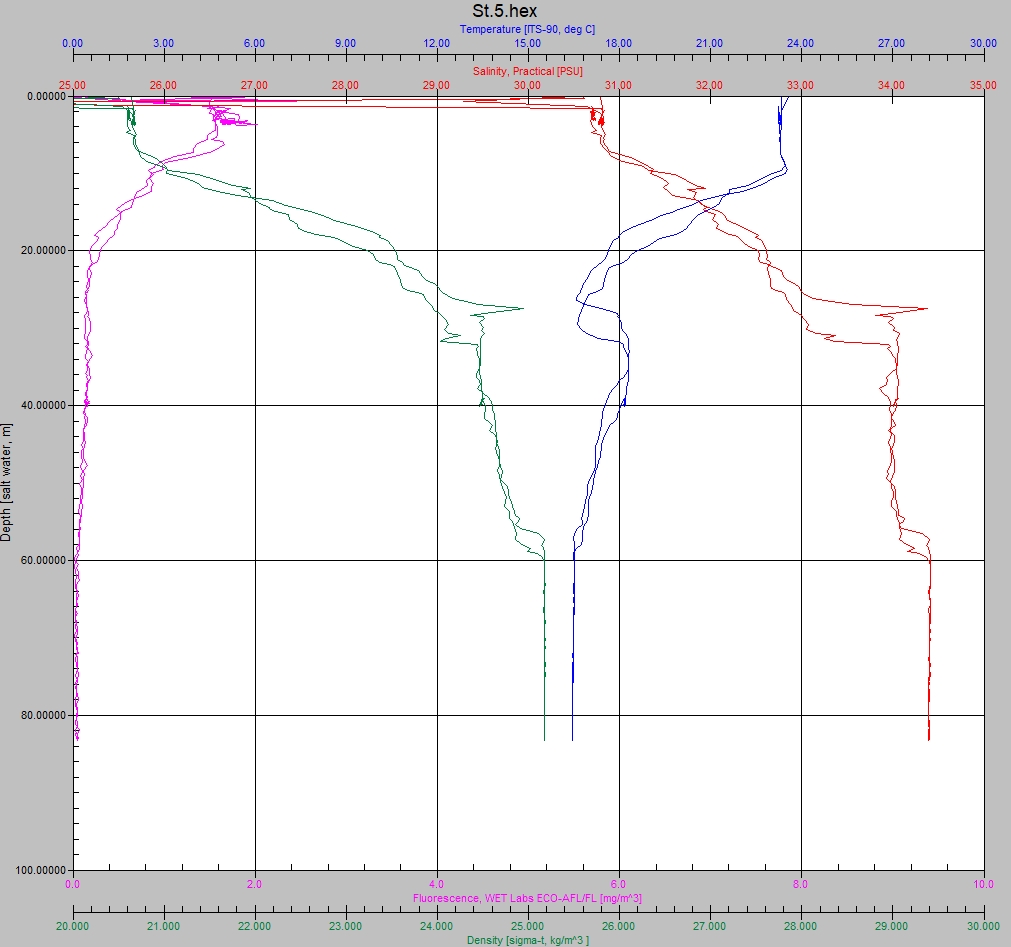 St.5.hex
Temperature [ITS-90, deg C]
0.00 3.00 6.00 9.00 12.00 15.00 18.00 21.00 24.00 27.00 30.00
Salinity, Practical [PSU]
25.00 26.00 27.00 28.00 29.00 30.00 31.00 32.00 33.00 34.00 35.00
0.00000
20.00000
40.00000
Depth [salt water, m]
60.00000
80.00000
100.00000
0.0 2.0 4.0 6.0 8.0 10.0
Fluorescence, WET Labs ECO-AFL/FL [mg/m^3]
20.000 21.000 22.000 23.000 24.000 25.000 26.000 27.000 28.000 29.000 30.000
Density [sigma-t, kg/m^3 ]